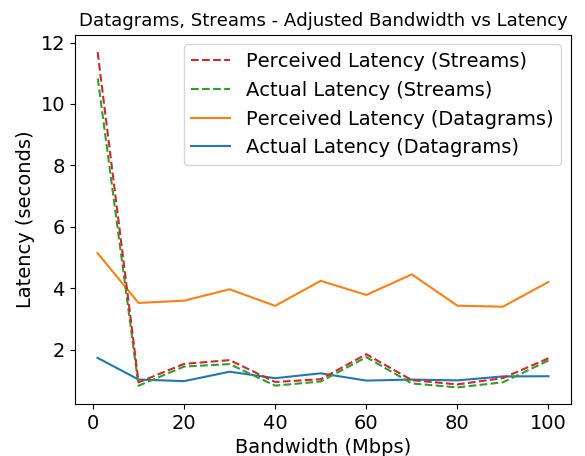 Datagrams, Streams - Adjusted Bandwidth vs Latency
Perceived Latency (Streams)
Actual Latency (Streams)
Perceived Latency (Datagrams)
Actual Latency (Datagrams)
Latency (seconds)
12
10
8
6
4
2
0 20 40 60 80 100
Bandwidth (Mbps)